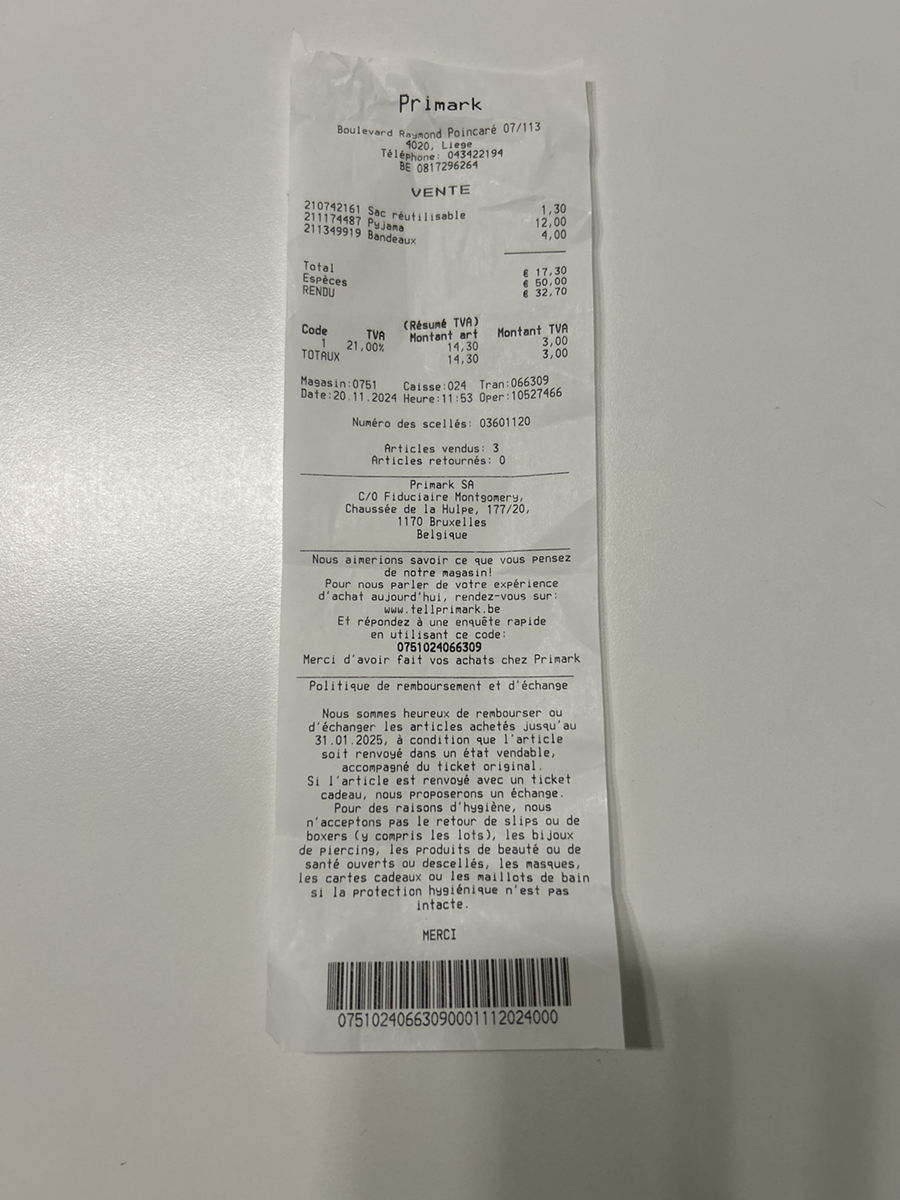 Primark
Boulevard Raymond Poincaré 07/113
4020, Liege
Téléphone: 043422194
BE 0817296264
VENTE
210742161 Sac réutilisable 1,30
211174487 Pyjama 12,00
211349919 Bandeaux 4,00
Total € 17,30
Espèces € 50,00
RENDU € 32,70
(Résumé TVA)
Code TVA Montant art Montant TVA
1 21,00% 14,30 3,00
TOTAUX 14,30 3,00
Magasin:0751 Caisse:024 Tran:066309
Date:20.11.2024 Heure:11:53 Oper:10527466
Numéro des scellés: 03601120
Articles vendus: 3
Articles retournés: 0
Primark SA
C/O Fiduciaire Montgomery,
Chaussée de la Hulpe, 177/20,
1170 Bruxelles
Belgique
Nous aimerions savoir ce que vous pensez
de notre magasin!
Pour nous parler de votre expérience
d'achat aujourd'hui, rendez-vous sur:
www.tellprimark.be
Et répondez à une enquête rapide
en utilisant ce code:
0751024066309
Merci d'avoir fait vos achats chez Primark
Politique de remboursement et d'échange
Nous sommes heureux de rembourser ou
d'échanger les articles achetés jusqu'au
31.01.2025, à condition que l'article
soit renvoyé dans un état vendable,
accompagné du ticket original.
Si l'article est renvoyé avec un ticket
cadeau, nous proposerons un échange.
Pour des raisons d'hygiène, nous
n'acceptons pas le retour de slips ou de
boxers (y compris les lots), les bijoux
de piercing, les produits de beauté ou de
santé ouverts ou descellés, les masques,
les cartes cadeaux ou les maillots de bain
si la protection hygiénique n'est pas
intacte.
MERCI
07510240663090001112024000